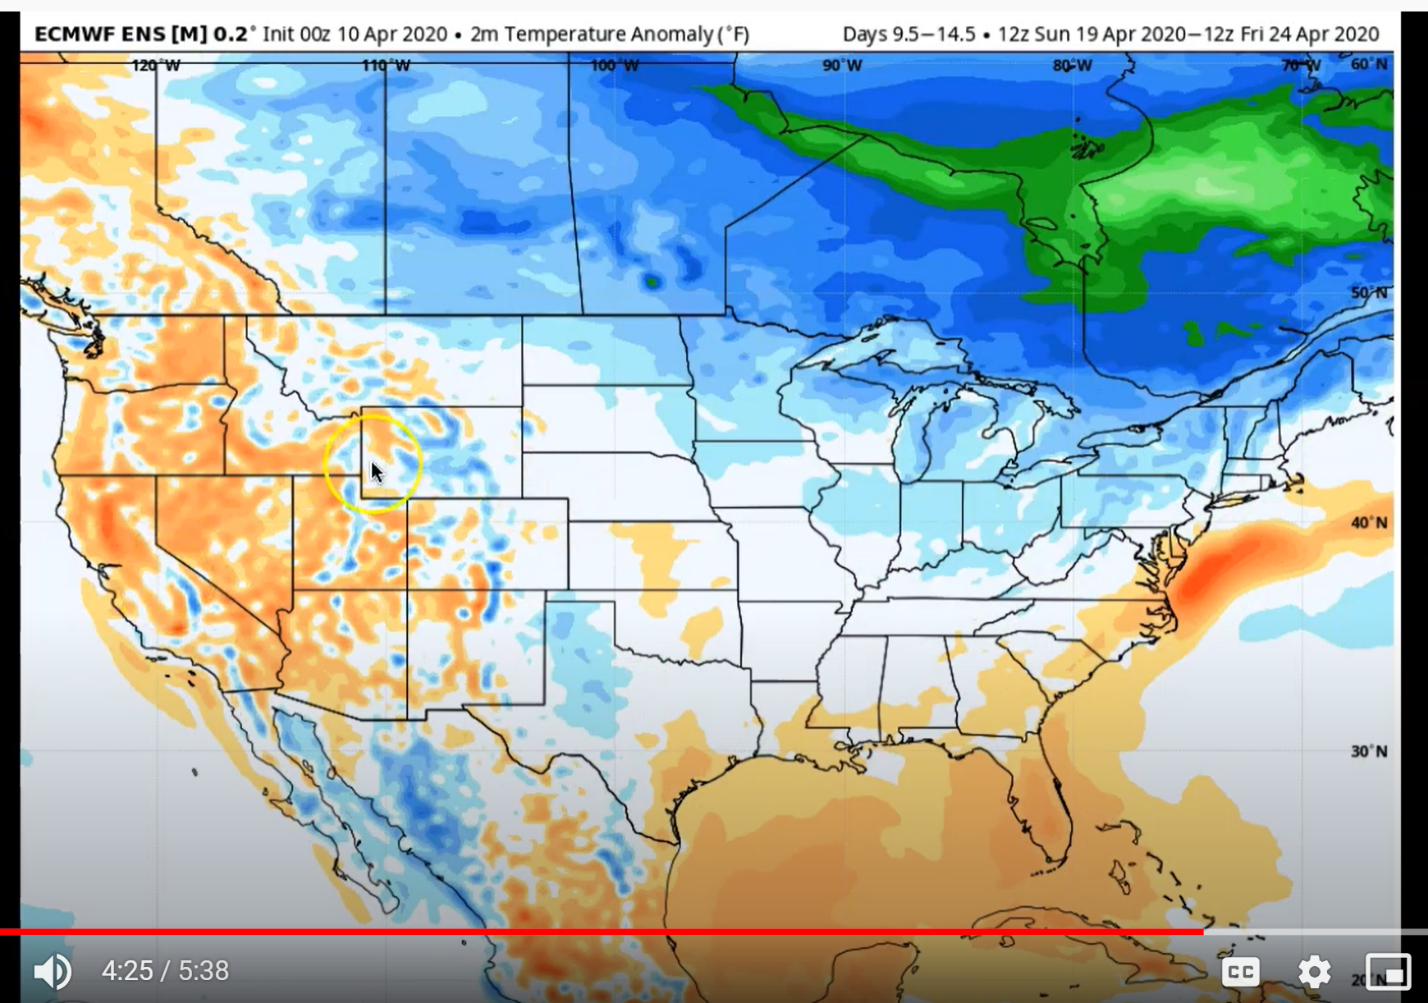 ECMWF ENS [M] 0.2° Init 00z 10 Apr 2020 • 2m Temperature Anomaly (°F) Days 9.5−14.5 • 12z Sun 19 Apr 2020−12z Fri 24 Apr 2020
120°W 110°W 100°W 90°W 80°W 70°W 60°N
50°N
40°N
30°N
20°N
4:25 / 5:38 CC